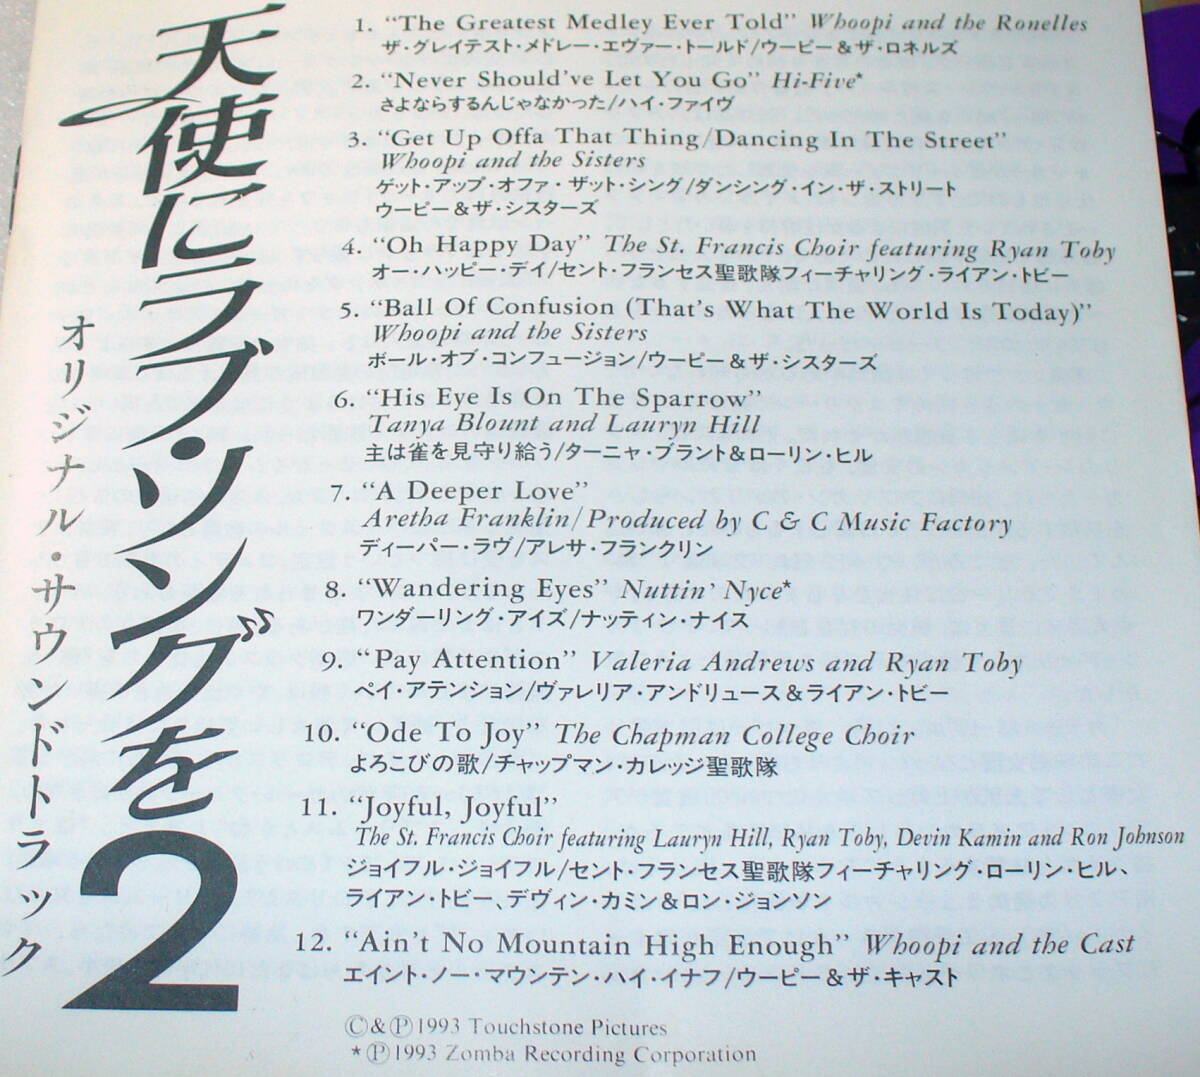 天使にラブ・ソングを2
オリジナル・サウンドトラック
1. "The Greatest Medley Ever Told" Whoopi and the Ronelles
ザ・グレイテスト・メドレー・エヴァー・トールド/ウーピー&ザ・ロネルズ
2. "Never Should've Let You Go" Hi-Five*
さよならするんじゃなかった/ハイ・ファイヴ
3. "Get Up Offa That Thing/Dancing In The Street"
Whoopi and the Sisters
ゲット・アップ・オファ・ザット・シング/ダンシング・イン・ザ・ストリート
ウーピー&ザ・シスターズ
4. "Oh Happy Day" The St. Francis Choir featuring Ryan Toby
オー・ハッピー・デイ/セント・フランセス聖歌隊フィーチャリング・ライアン・トビー
5. "Ball Of Confusion (That's What The World Is Today)"
Whoopi and the Sisters
ボール・オブ・コンフュージョン/ウーピー&ザ・シスターズ
6. "His Eye Is On The Sparrow"
Tanya Blount and Lauryn Hill
主は雀を見守り給う/ターニャ・ブラント&ローリン・ヒル
7. "A Deeper Love"
Aretha Franklin/Produced by C & C Music Factory
ディーパー・ラヴ/アレサ・フランクリン
8. "Wandering Eyes" Nuttin' Nyce*
ワンダーリング・アイズ/ナッティン・ナイス
9. "Pay Attention" Valeria Andrews and Ryan Toby
ペイ・アテンション/ヴァレリア・アンドリュース&ライアン・トビー
10. "Ode To Joy" The Chapman College Choir
よろこびの歌/チャップマン・カレッジ聖歌隊
11. "Joyful, Joyful"
The St. Francis Choir featuring Lauryn Hill, Ryan Toby, Devin Kamin and Ron Johnson
ジョイフル・ジョイフル/セント・フランセス聖歌隊フィーチャリング・ローリン・ヒル、
ライアン・トビー、デヴィン・カミン&ロン・ジョンソン
12. "Ain't No Mountain High Enough" Whoopi and the Cast
エイント・ノー・マウンテン・ハイ・イナフ/ウーピー&ザ・キャスト
©&℗1993 Touchstone Pictures
*℗1993 Zomba Recording Corporation